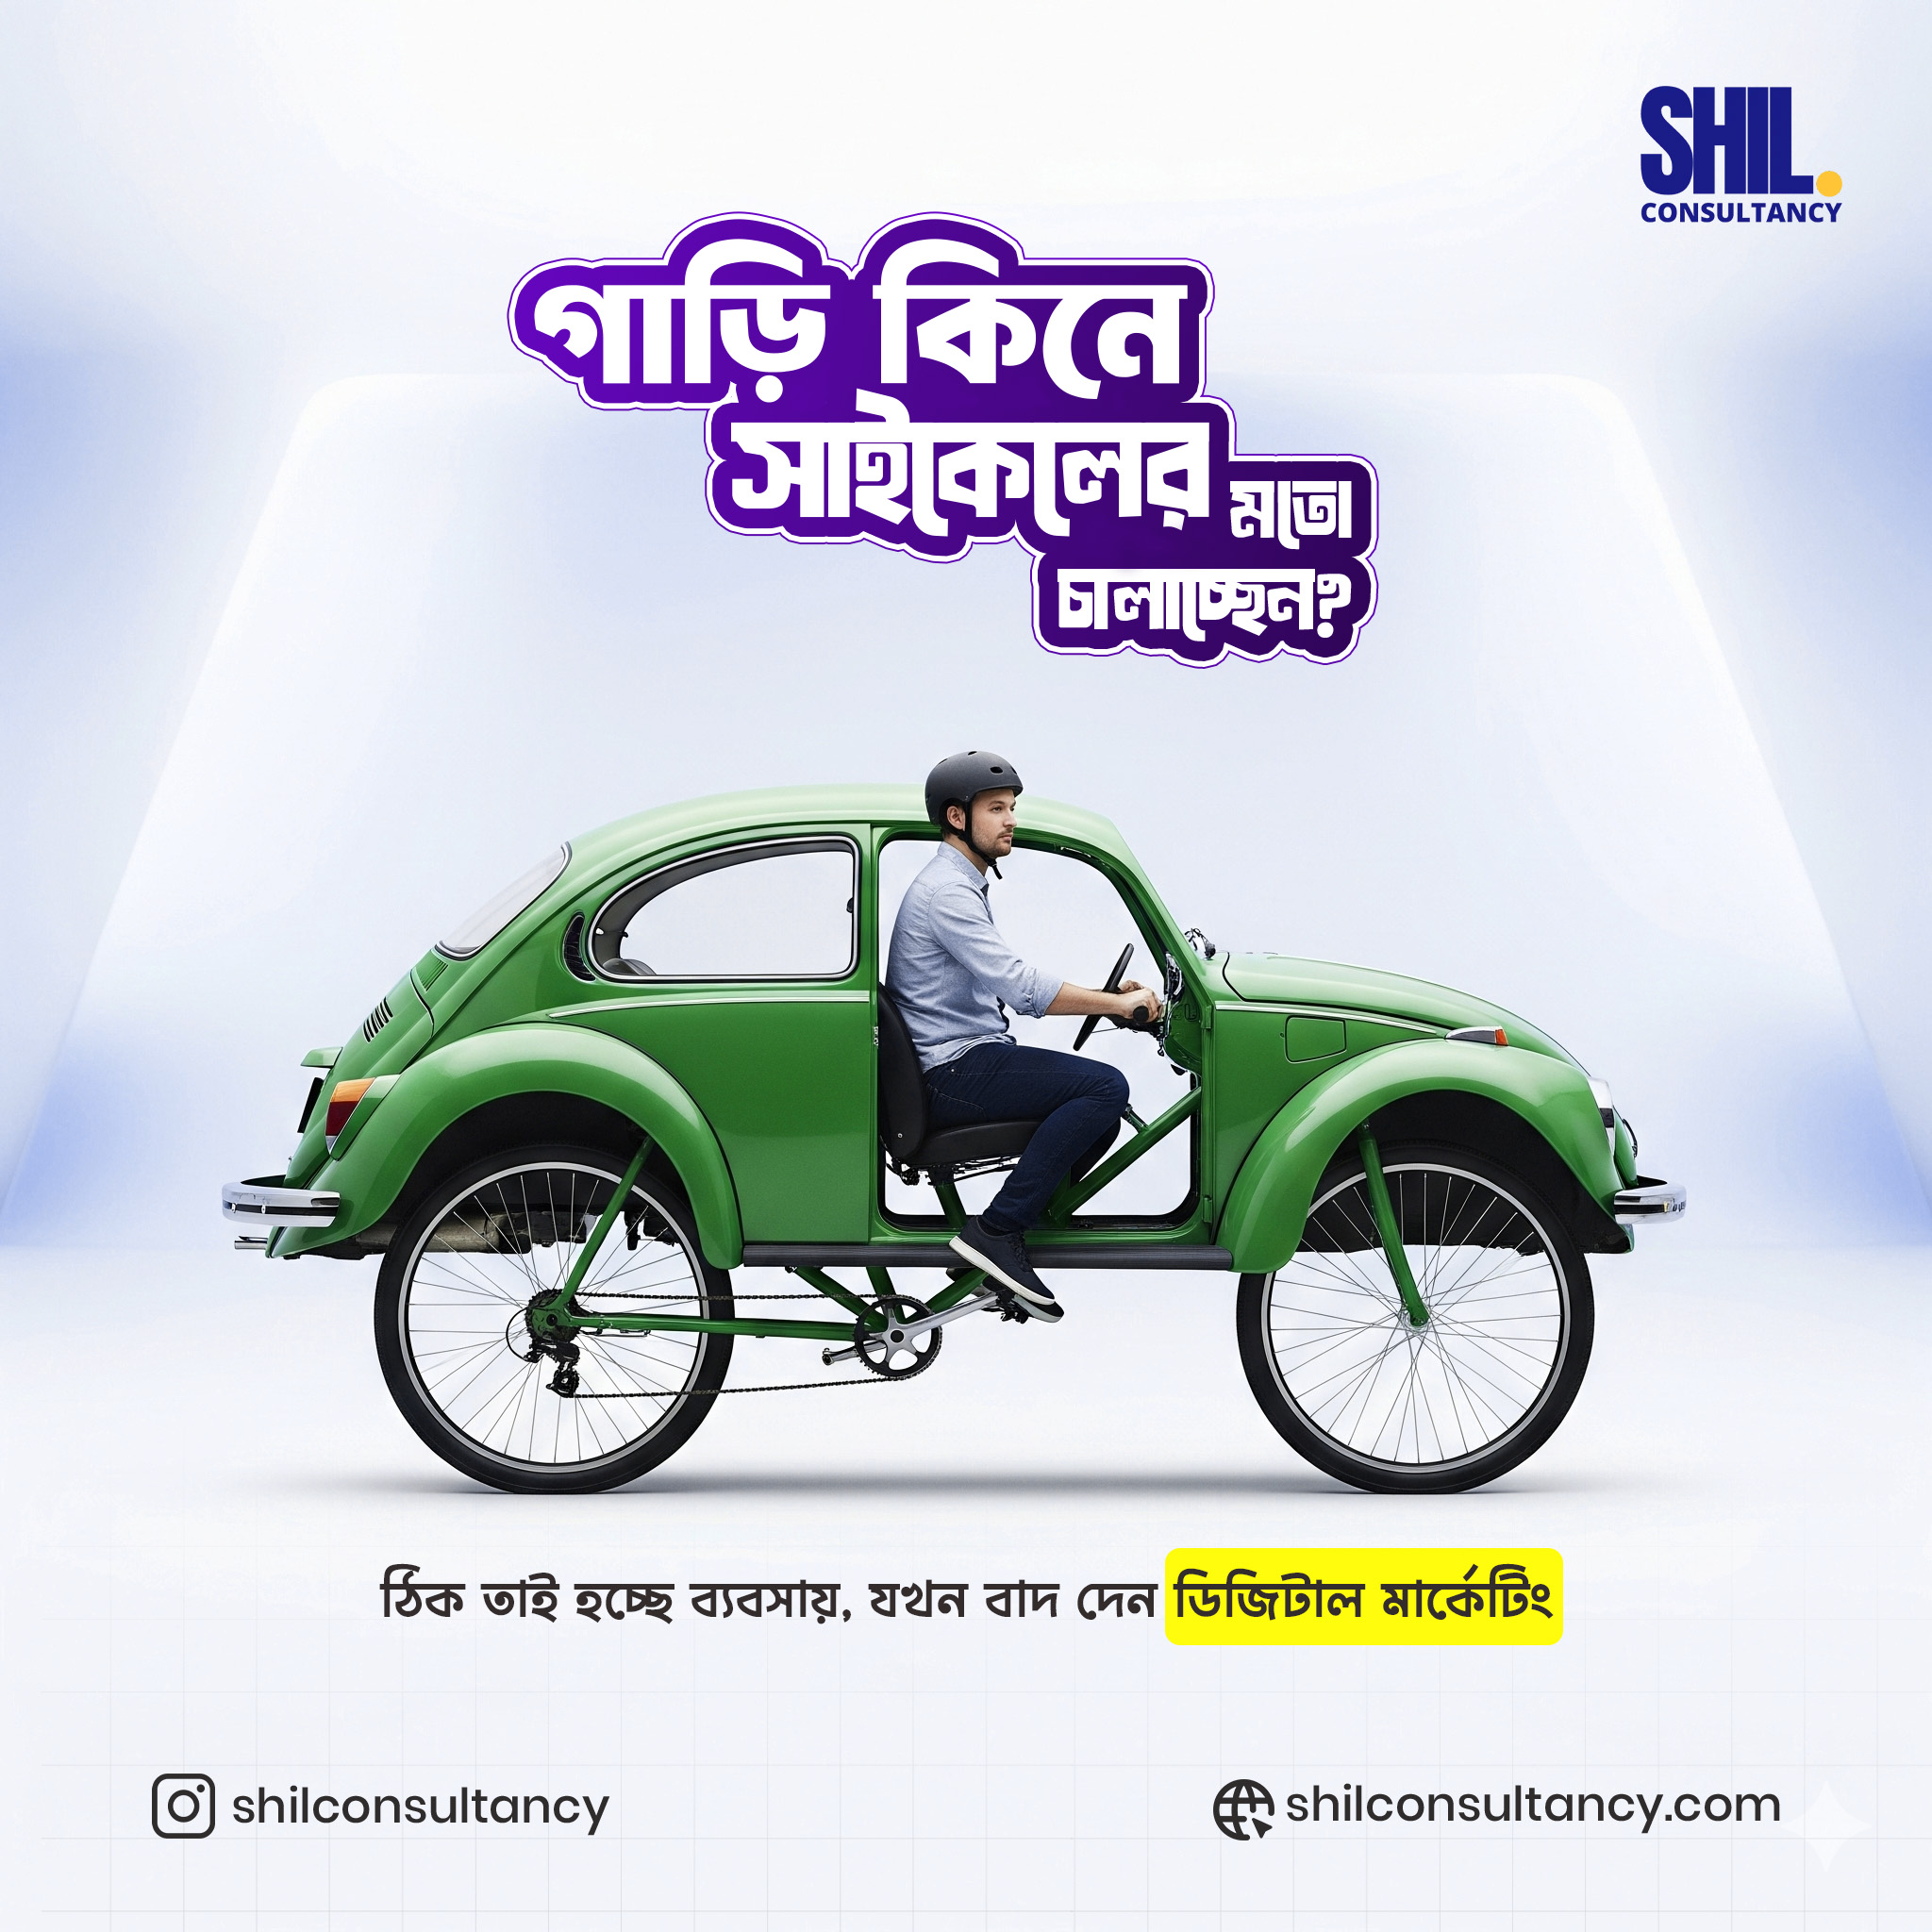 SHIL.
CONSULTANCY
গাড়ি কিনে
সাইকেলের মতো
চালাচ্ছেন?
ঠিক তাই হচ্ছে ব্যবসায়, যখন বাদ দেন ডিজিটাল মার্কেটিং
shilconsultancy
shilconsultancy.com